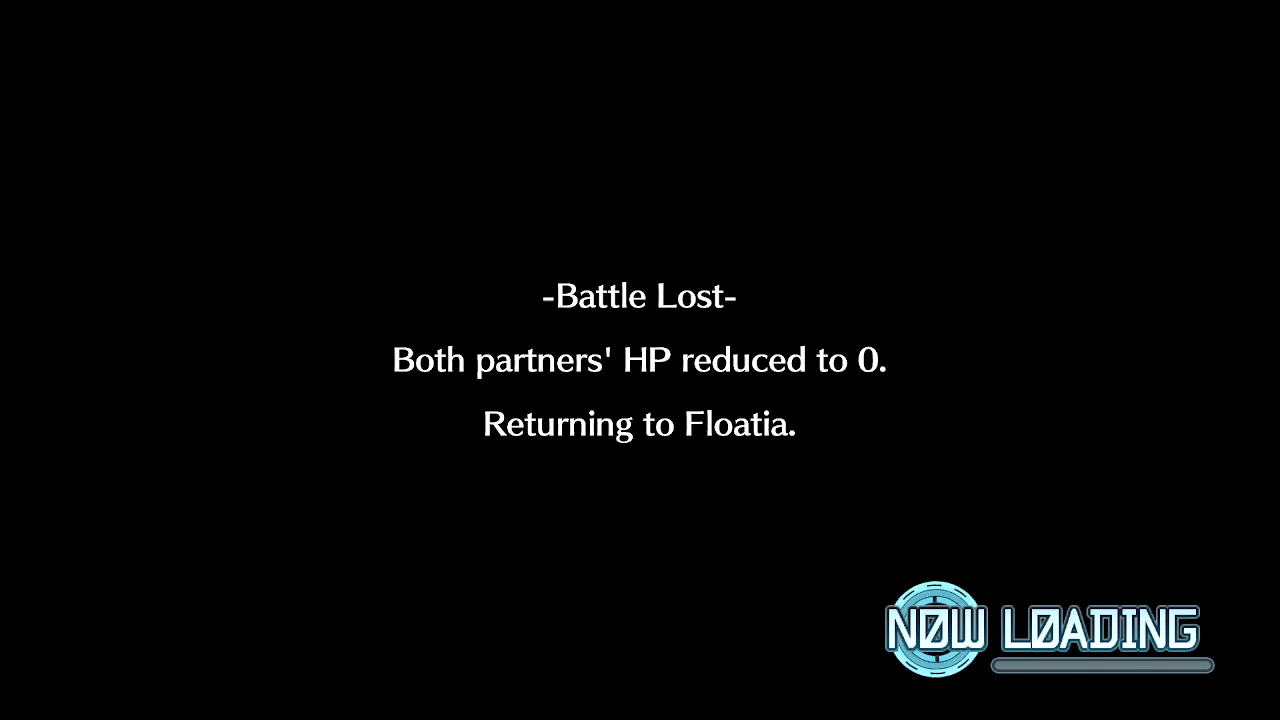 -Battle Lost-
Both partners' HP reduced to 0.
Returning to Floatia.
NØW LØADING